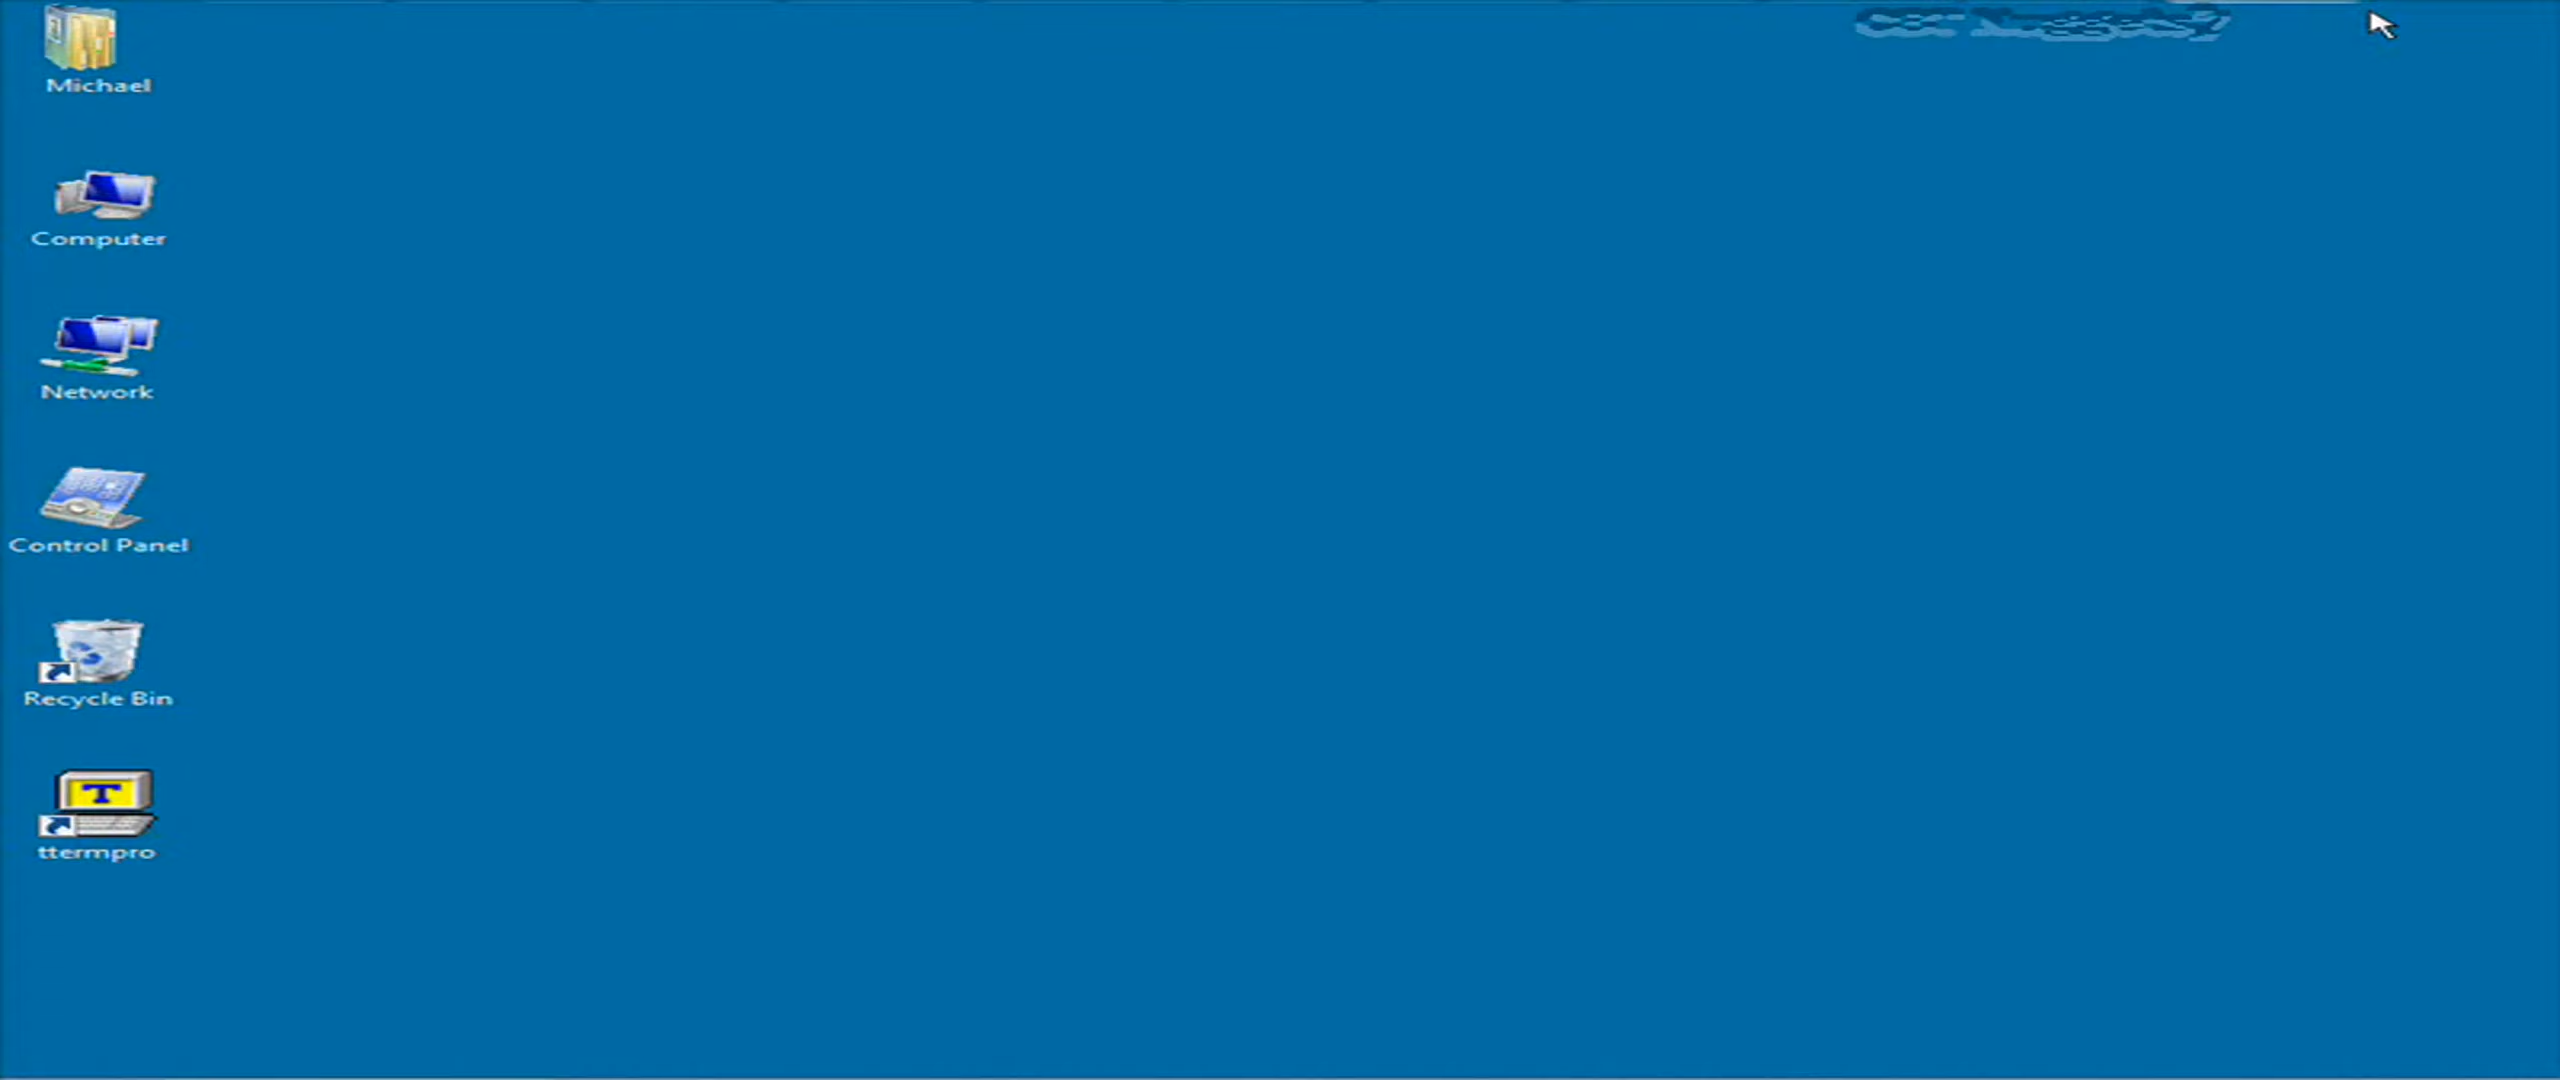 Michael
Computer
Network
Control Panel
Recycle Bin
T
ttermpro